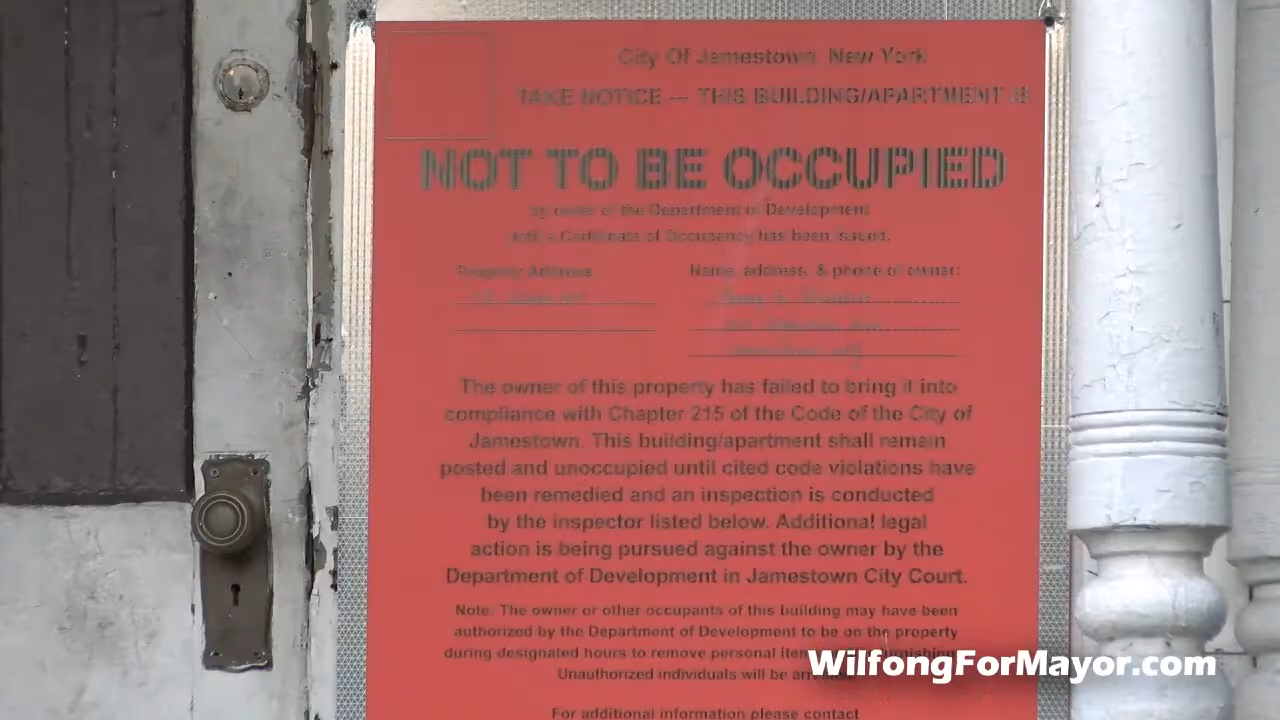 City Of Jamestown, New York
TAKE NOTICE — THIS BUILDING/APARTMENT IS
NOT TO BE OCCUPIED
by order of the Department of Development
until a Certificate of Occupancy has been issued.
Property Address
Name, address, & phone of owner:
The owner of this property has failed to bring it into
compliance with Chapter 215 of the Code of the City of
Jamestown. This building/apartment shall remain
posted and unoccupied until cited code violations have
been remedied and an inspection is conducted
by the inspector listed below. Additional legal
action is being pursued against the owner by the
Department of Development in Jamestown City Court.
Note. The owner or other occupants of this building may have been
authorized by the Department of Development to be on the property
during designated hours to remove personal
Unauthorized individuals will be
WilfongForMayor.com
For additional information please contact